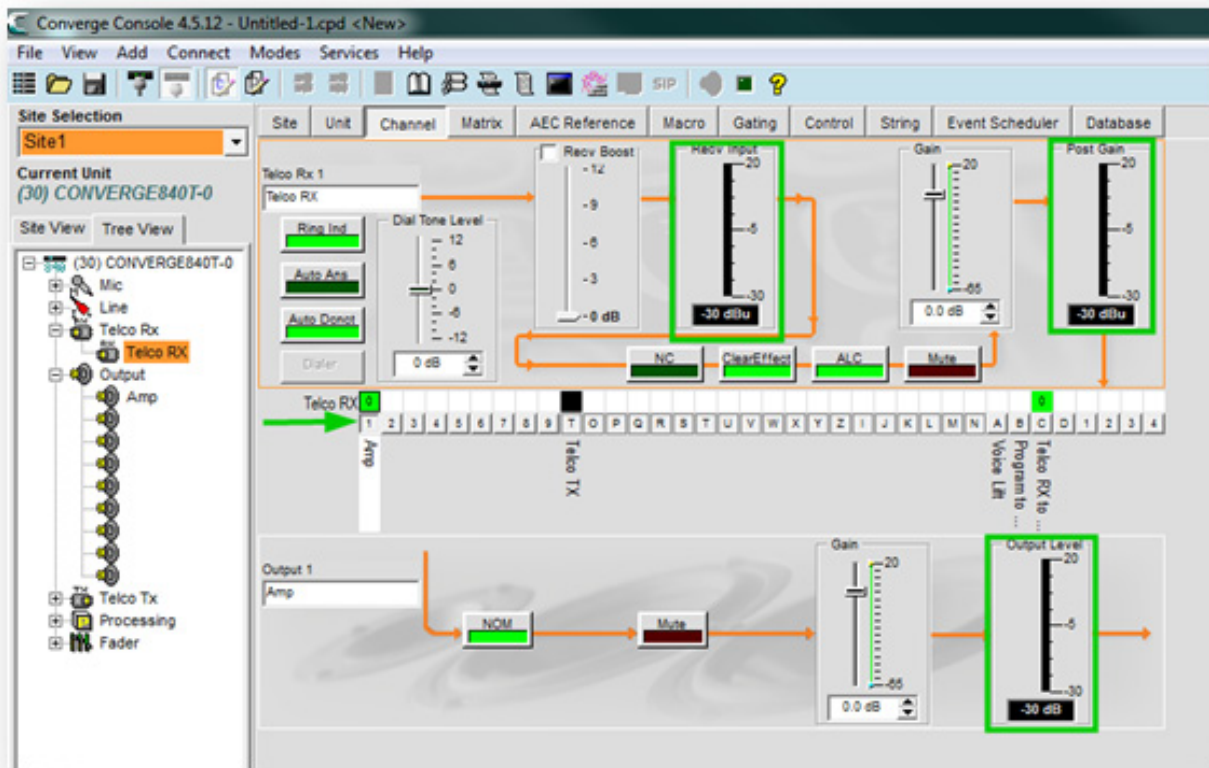 Converge Console 4.5.12 - Untitled-1.cpd <New>
File View Add Connect Modes Services Help
SIP
Site Selection
Site1
Current Unit
(30) CONVERGE840T-0
Site View Tree View
(30) CONVERGE840T-0
Mic
Line
Telco Rx
Telco RX
Output
Amp
Telco Tx
Processing
Fader
Site Unit Channel Matrix AEC Reference Macro Gating Control String Event Scheduler Database
Telco Rx 1
Telco RX
Ring Ind
Auto Ans
Auto Dcnct
Dialer
Dial Tone Level
12
6
0
-6
-12
0 dB
Recv Boost
-12
-9
-6
-3
-0 dB
Recv Input
20
-5
-30
-30 dBu
NC ClearEffect ALC Mute
Gain
20
-65
0.0 dB
Post Gain
20
-5
-30
-30 dBu
Telco RX 0 0
1 2 3 4 5 6 7 8 9 T O P Q R S T U V W X Y Z I J K L M N A B C D 1 2 3 4
Amp
Telco TX
Voice Lift
Program to ...
Telco RX to ...
Output 1
Amp
NOM
Mute
Gain
20
-65
0.0 dB
Output Level
20
-5
-30
-30 dB